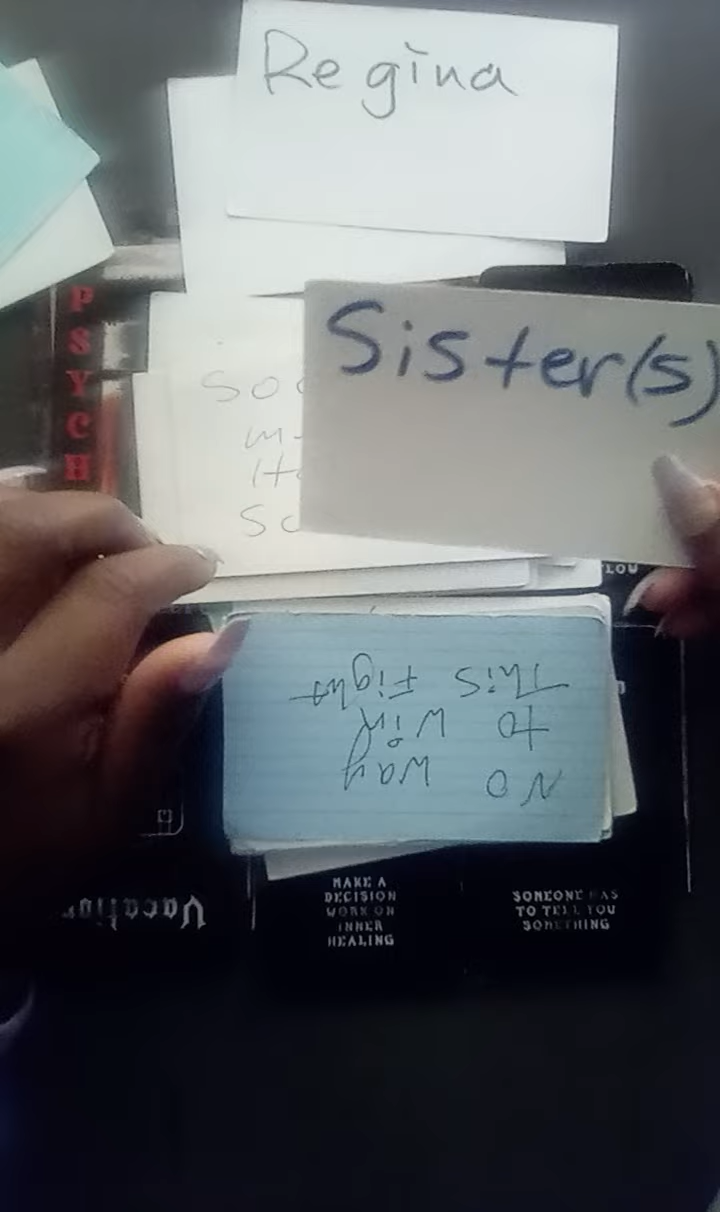 Regina
PSYCH
Sister(s)
No way
to win
This fight
Vacation
MAKE A
DECISION
WORK ON
INNER
HEALING
SOMEONE HAS
TO TELL YOU
SOMETHING